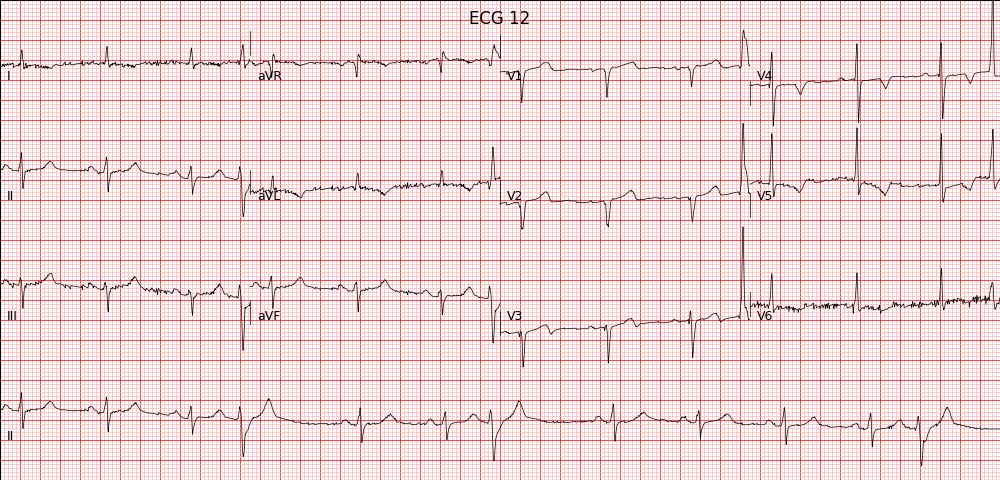 ECG 12
I aVR V1 V4
II aVL V2 V5
III aVF V3 V6
II